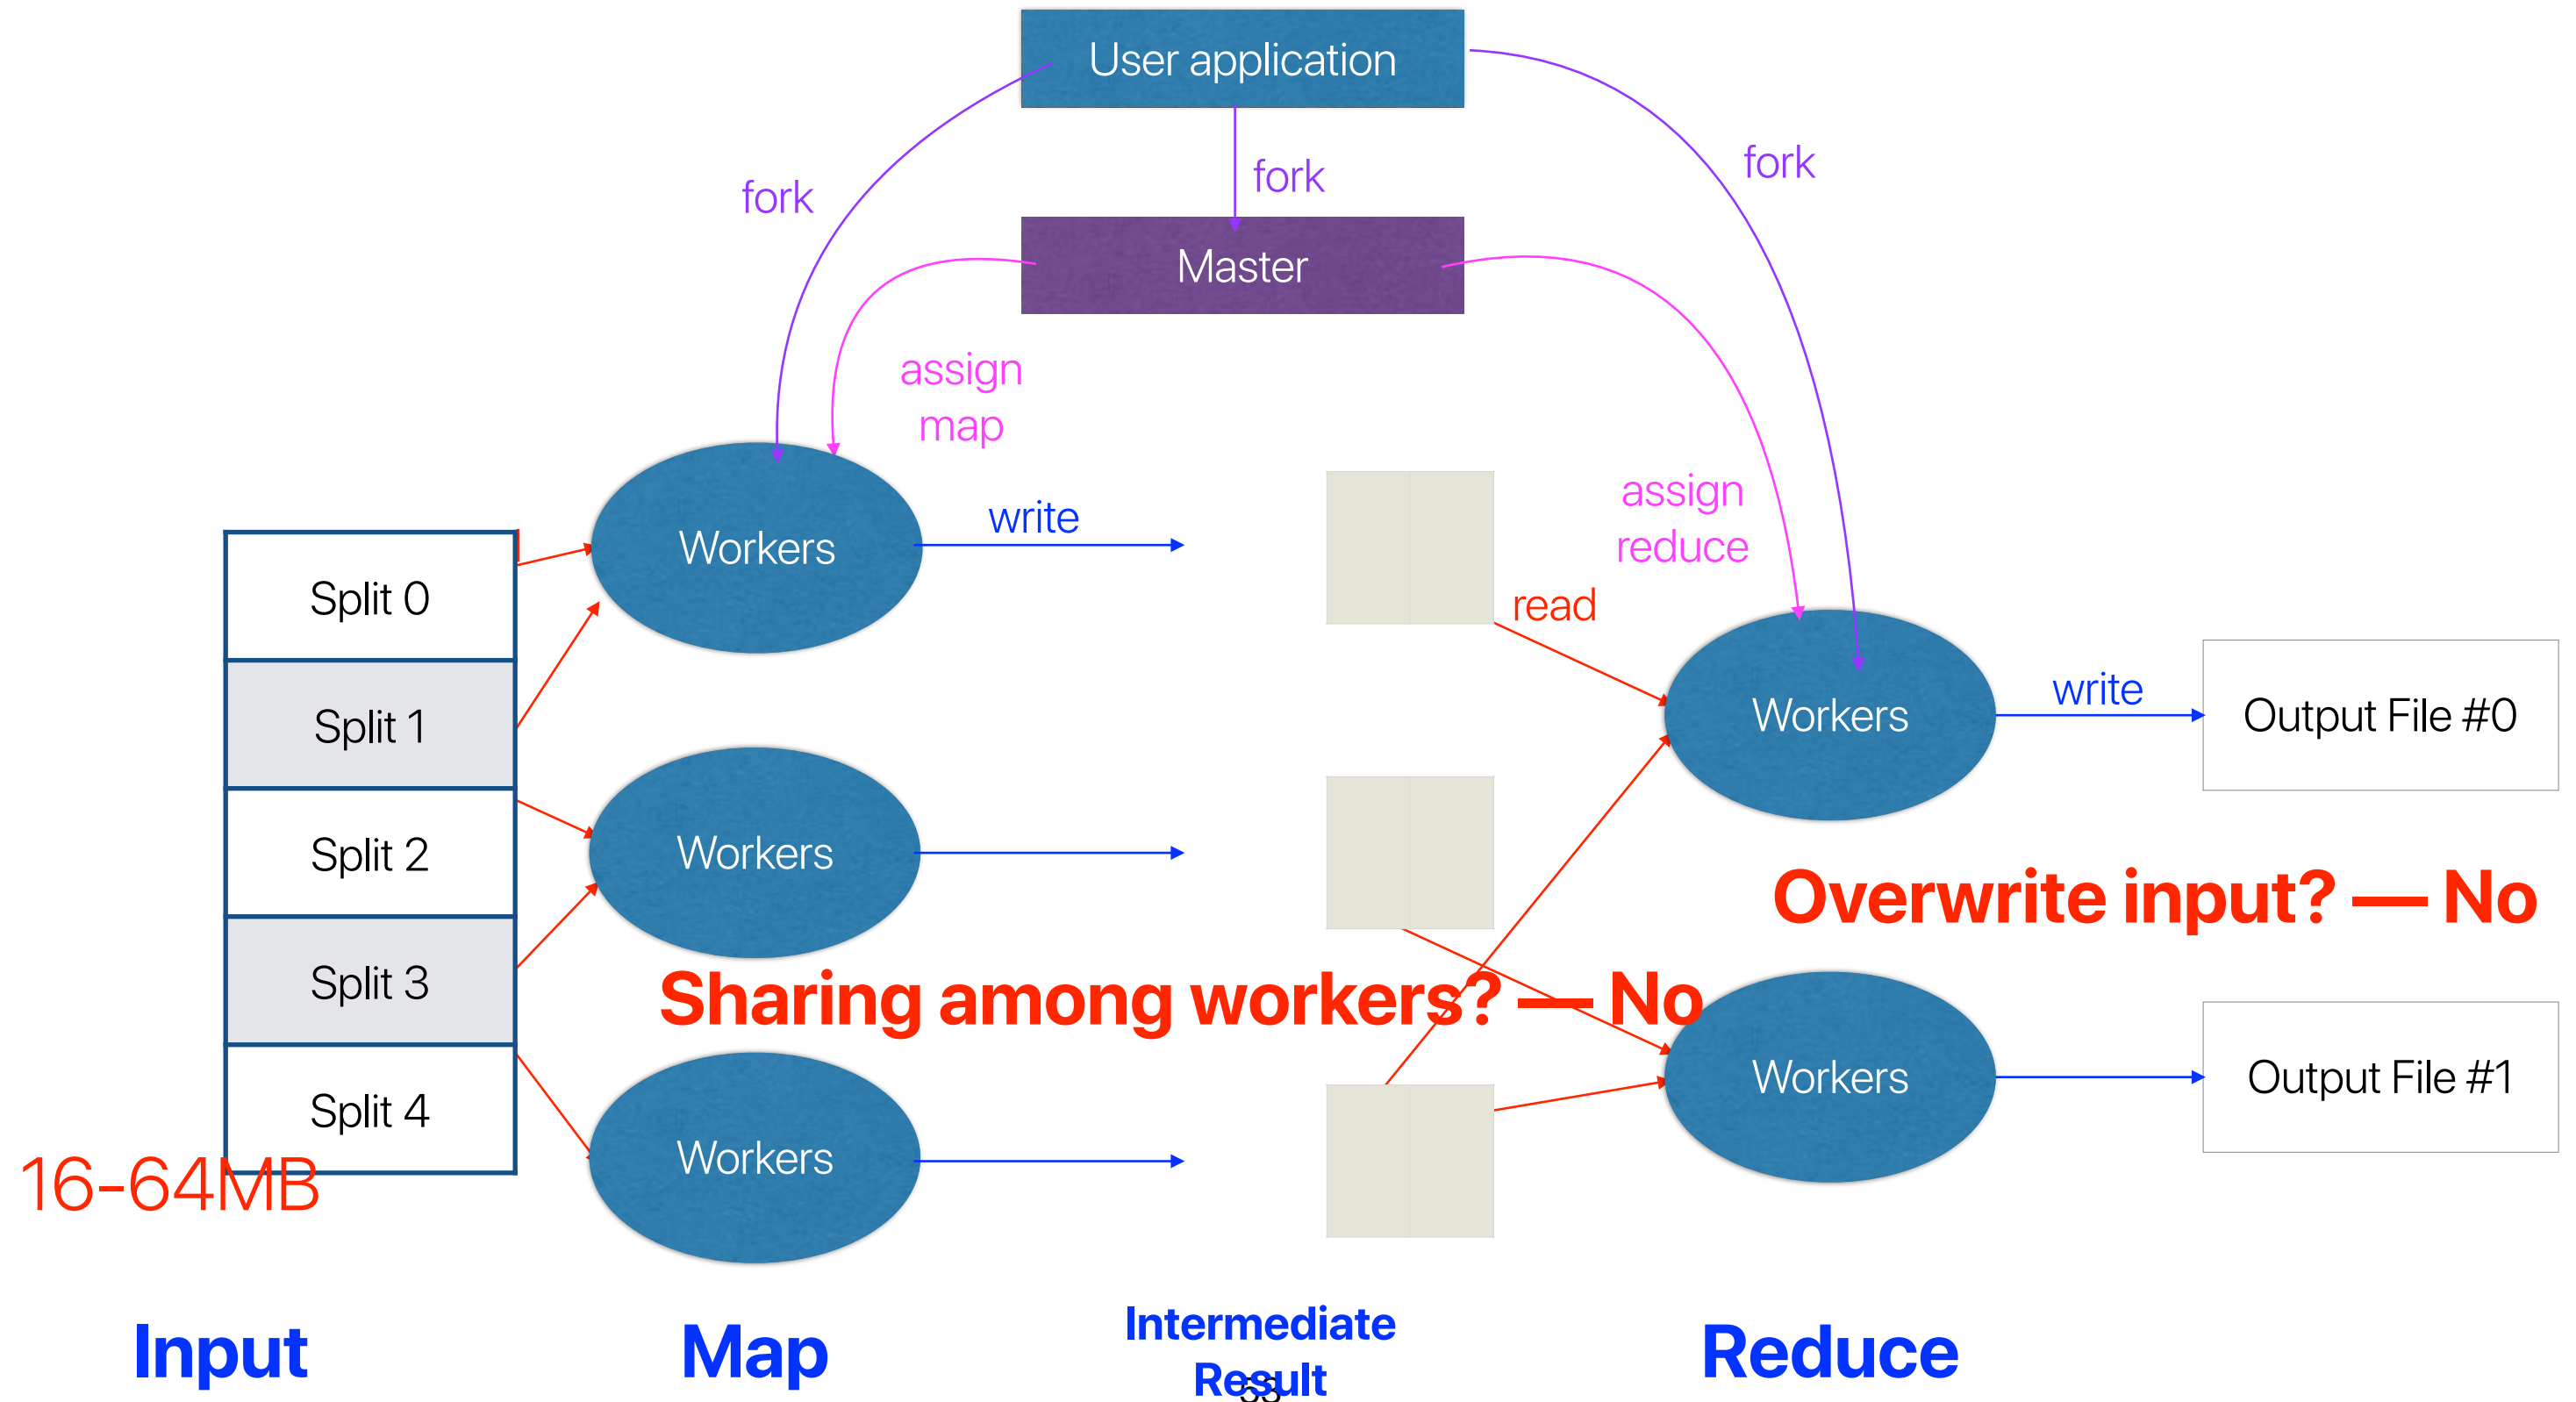 User application
fork
fork
fork
Master
assign
map
assign
reduce
Workers
write
read
Split 0
Split 1
Split 2
Split 3
Split 4
16-64MB
Workers
Workers
Workers
write
Output File #0
Overwrite input? — No
Sharing among workers? — No
Workers
Output File #1
Input
Map
Intermediate
Result
Reduce
53